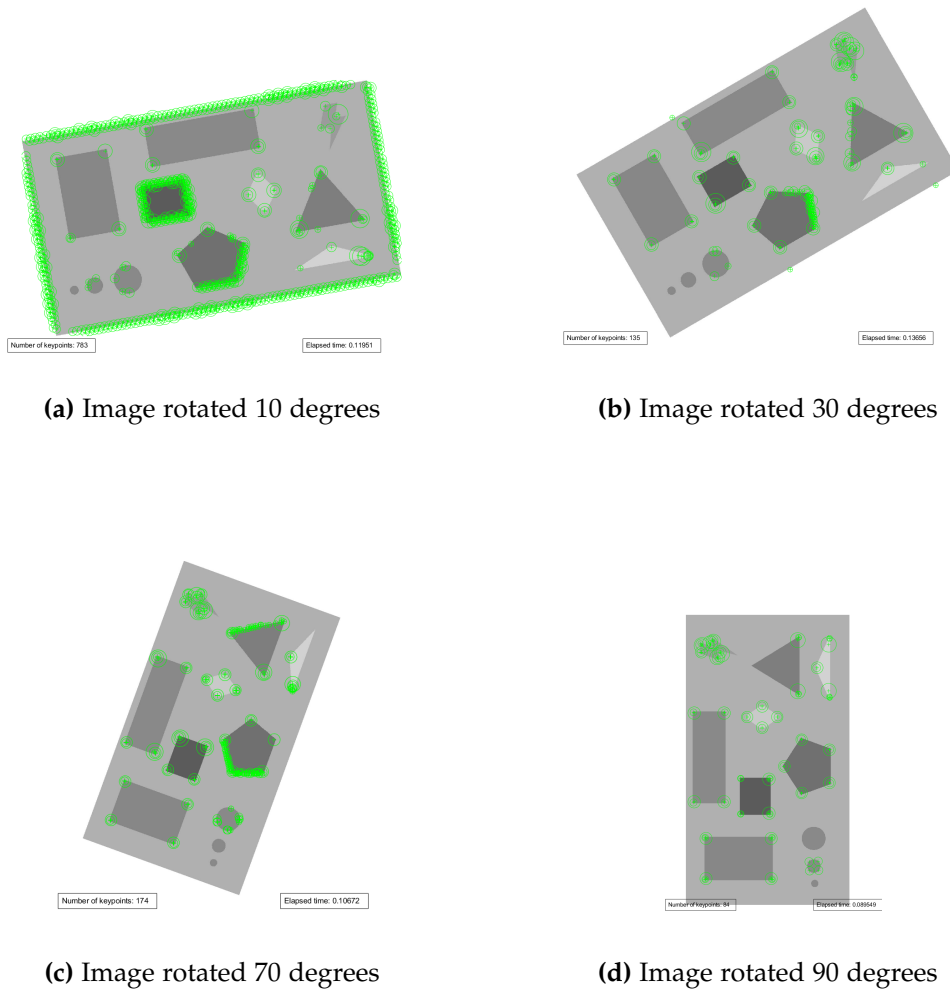 Number of keypoints: 783
Elapsed time: 0.11951
Number of keypoints: 135
Elapsed time: 0.13656
(a) Image rotated 10 degrees
(b) Image rotated 30 degrees
Number of keypoints: 174
Elapsed time: 0.10672
Number of keypoints: 84
Elapsed time: 0.089549
(c) Image rotated 70 degrees
(d) Image rotated 90 degrees